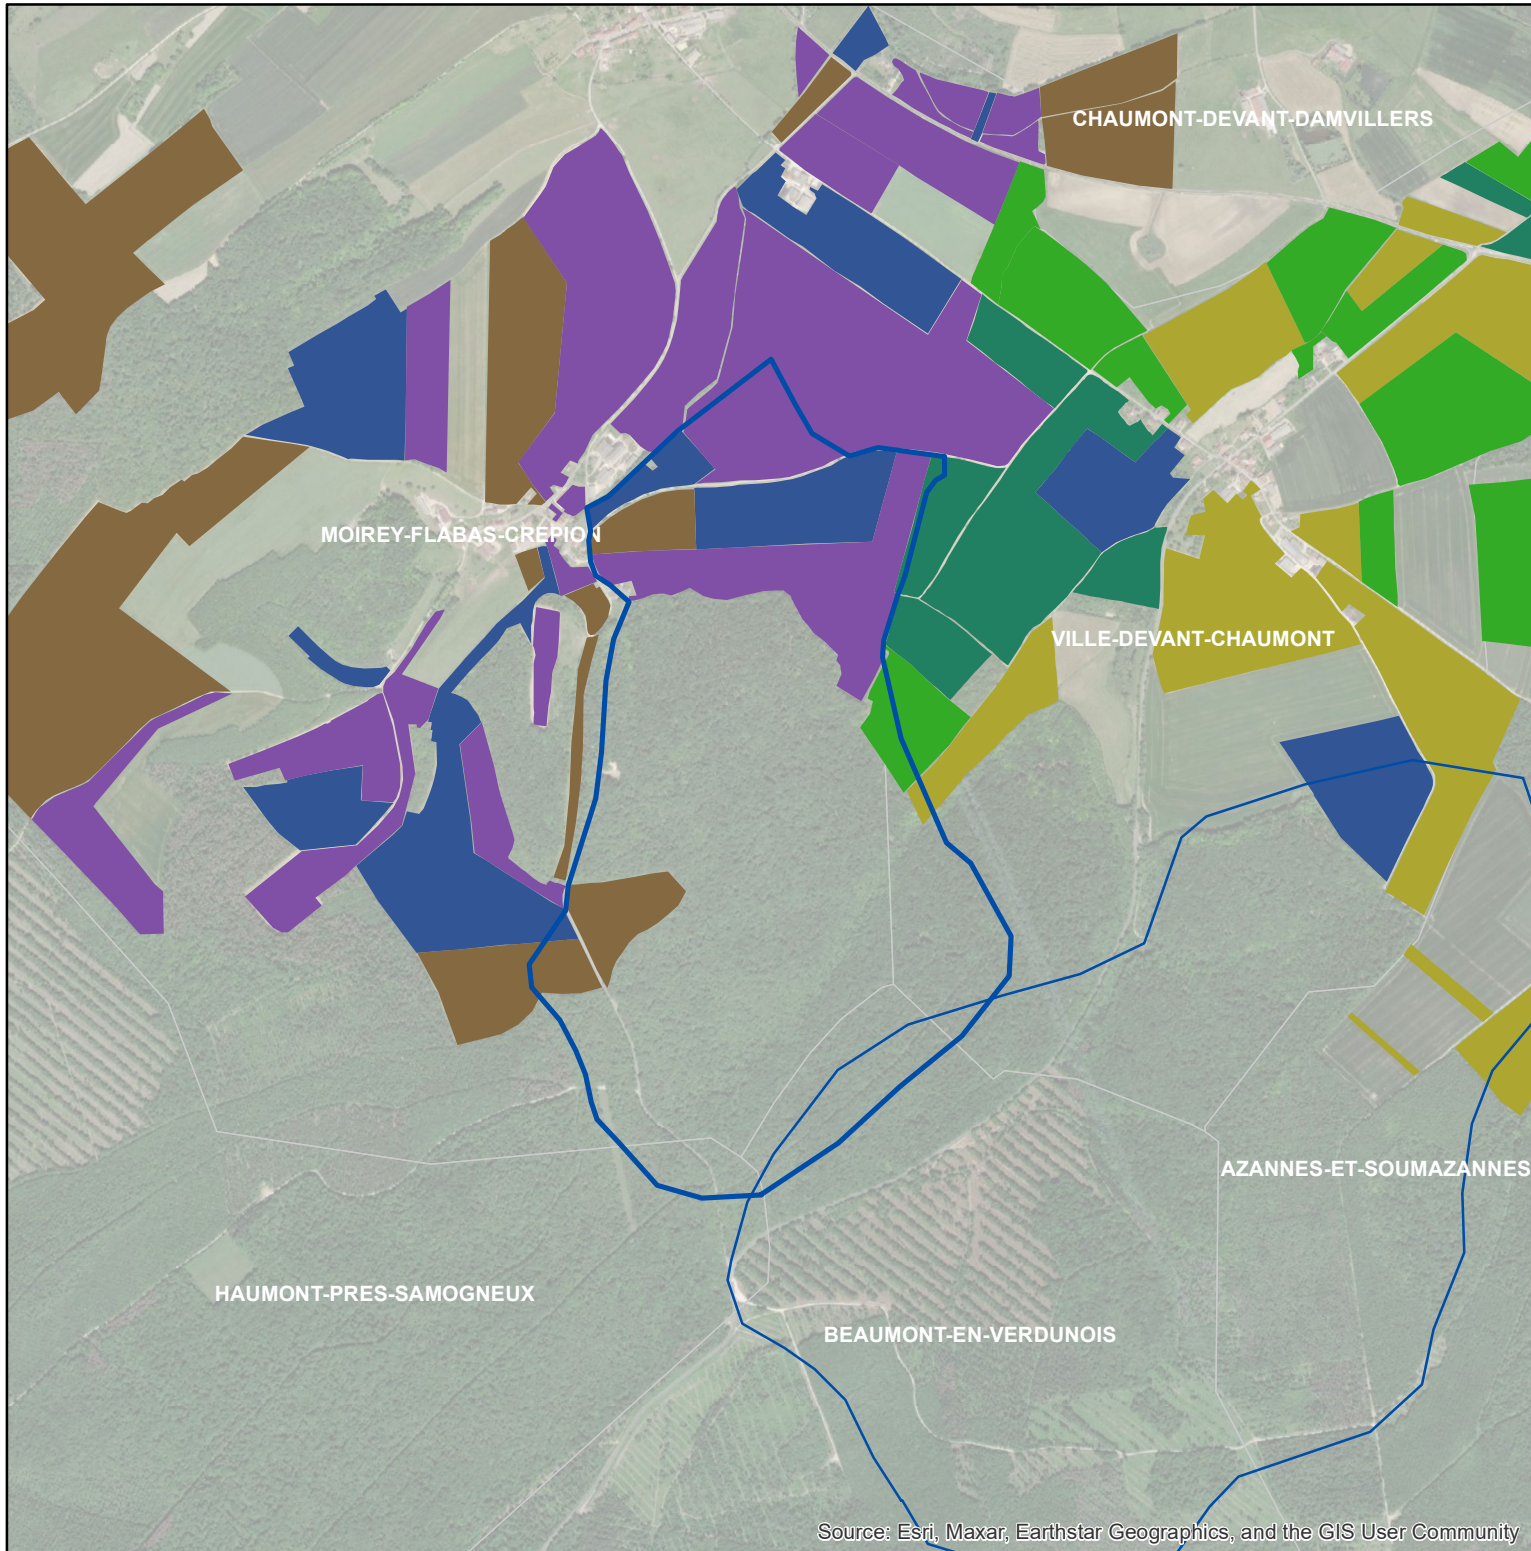 CHAUMONT-DEVANT-DAMVILLERS
MOIREY-FLABAS-CREPION
VILLE-DEVANT-CHAUMONT
AZANNES-ET-SOUMAZANNES
HAUMONT-PRES-SAMOGNEUX
BEAUMONT-EN-VERDUNOIS
Source: Esri, Maxar, Earthstar Geographics, and the GIS User Community